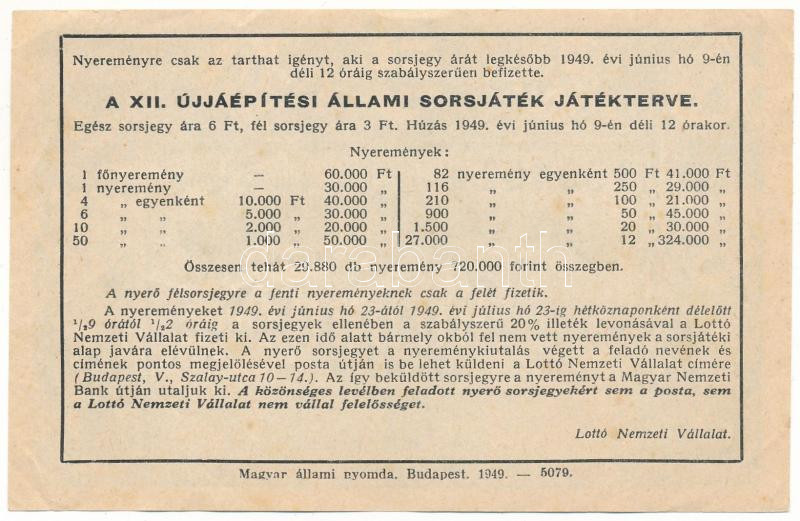 Nyereményre csak az tarthat igényt, aki a sorsjegy árát legkésőbb 1949. évi június hó 9-én
déli 12 óráig szabályszerűen befizette.
A XII. ÚJJÁÉPÍTÉSI ÁLLAMI SORSJÁTÉK JÁTÉKTERVE.
Egész sorsjegy ára 6 Ft, fél sorsjegy ára 3 Ft. Húzás 1949. évi június hó 9-én déli 12 órakor.
Nyeremények:
1 főnyeremény — 60.000 Ft 82 nyeremény egyenként 500 Ft 41.000 Ft
1 nyeremény — 30.000 „ 116 „ „ 250 „ 29.000 „
4 „ egyenként 10.000 Ft 40.000 „ 210 „ „ 100 „ 21.000 „
6 „ „ 5.000 „ 30.000 „ 900 „ „ 50 „ 45.000 „
10 „ „ 2.000 „ 20.000 „ 1.500 „ „ 20 „ 30.000 „
50 „ „ 1.000 „ 50.000 „ 27.000 „ „ 12 „ 324.000 „
Összesen tehát 29.880 db nyeremény 720.000 forint összegben.
A nyerő félsorsjegyre a fenti nyereményeknek csak a felét fizetik.
A nyereményeket 1949. évi június hó 23-ától 1949. évi július hó 23-ig hétköznaponként délelőtt
1/29 órától 1/22 óráig a sorsjegyek ellenében a szabályszerű 20% illeték levonásával a Lottó
Nemzeti Vállalat fizeti ki. Az ezen idő alatt bármely okból fel nem vett nyeremények a sorsjátéki
alap javára elévülnek. A nyerő sorsjegyet a nyereménykiutalás végett a feladó nevének és
címének pontos megjelölésével posta útján is be lehet küldeni a Lottó Nemzeti Vállalat címére
(Budapest, V., Szalay-utca 10—14.). Az így beküldött sorsjegyre a nyereményt a Magyar Nemzeti
Bank útján utaljuk ki. A közönséges levélben feladott nyerő sorsjegyekért sem a posta, sem
a Lottó Nemzeti Vállalat nem vállal felelősséget.
Lottó Nemzeti Vállalat.
Magyar állami nyomda. Budapest. 1949. — 5079.
darabanth